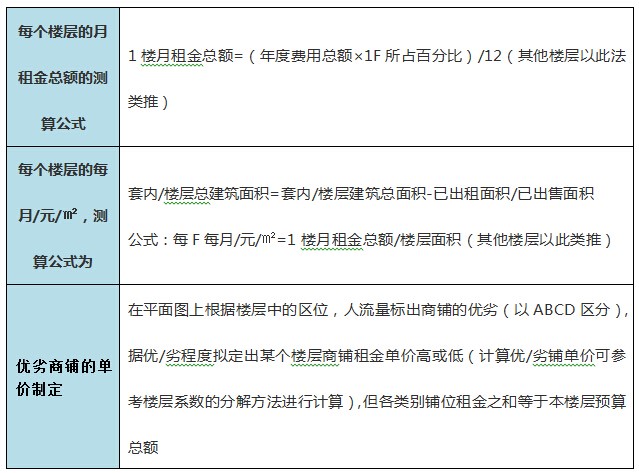 每个楼层的月
租金总额的测
算公式
1 楼月租金总额=（年度费用总额×1F 所占百分比）/12（其他楼层以此法
类推）
每个楼层的每
月/元/㎡，测
算公式为
套内/楼层总建筑面积=套内/楼层建筑总面积-已出租面积/已出售面积
公式：每 F 每月/元/㎡=1 楼月租金总额/楼层面积（其他楼层以此类推）
优劣商铺的单
价制定
在平面图上根据楼层中的区位，人流量标出商铺的优劣（以 ABCD 区分），
据优/劣程度拟定出某个楼层商铺租金单价高或低（计算优/劣铺单价可参
考楼层系数的分解方法进行计算），但各类别铺位租金之和等于本楼层预算
总额